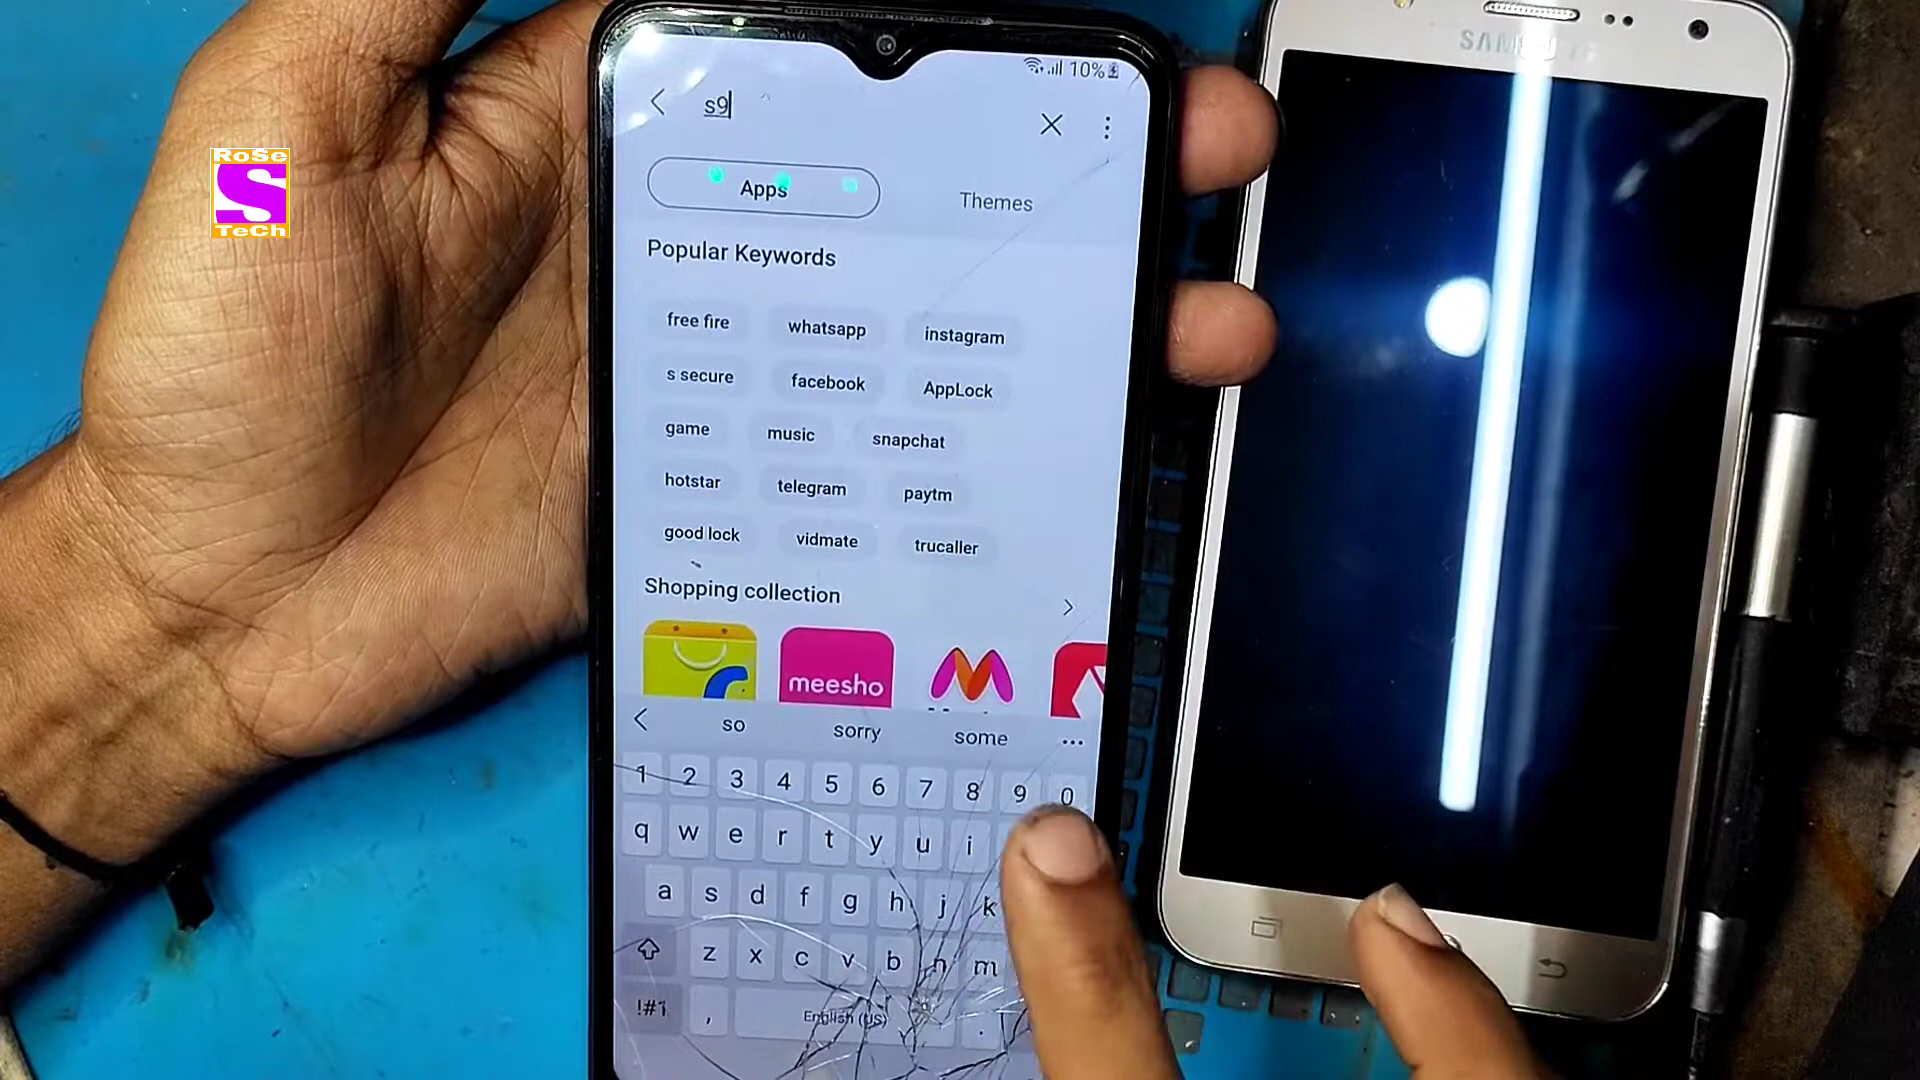 RoSe
S
TeCh
10%
s9
Apps
Themes
Popular Keywords
free fire
whatsapp
instagram
s secure
facebook
AppLock
game
music
snapchat
hotstar
telegram
paytm
good lock
vidmate
trucaller
Shopping collection
meesho
so
sorry
some
1 2 3 4 5 6 7 8 9 0
q w e r t y u i
a s d f g h j k
z x c v b n m
!#1 , English (US) .